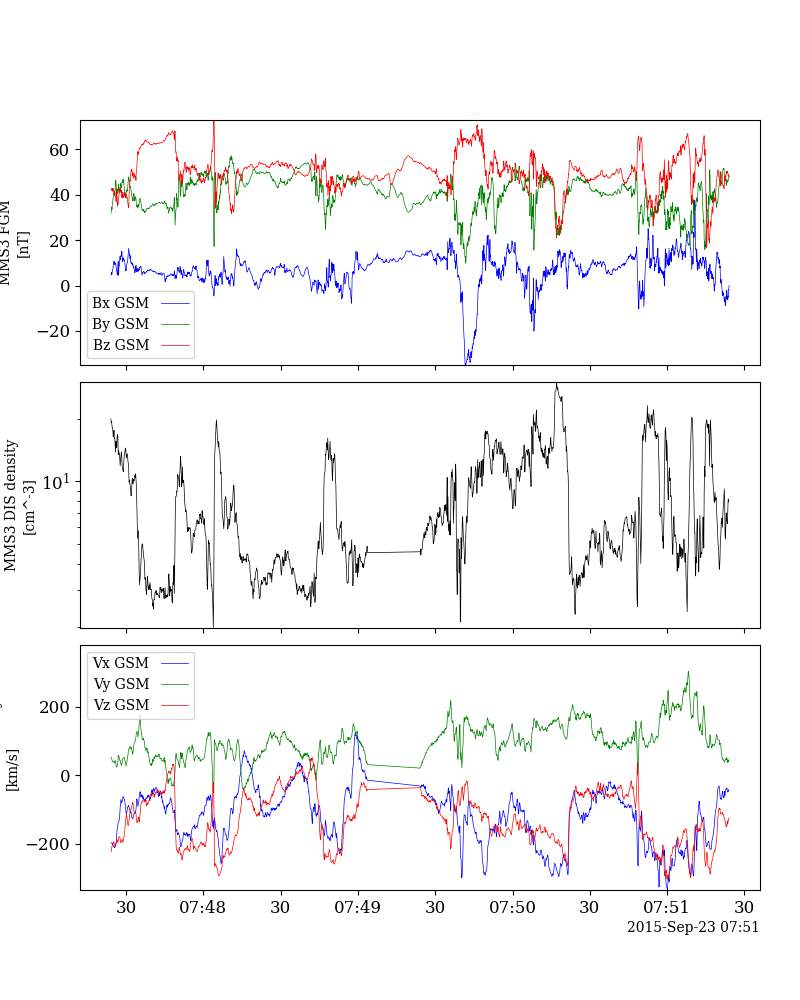 MMS3 FGM
[nT]
60
40
20
0
−20
Bx GSM
By GSM
Bz GSM
MMS3 DIS density
[cm^-3]
10^1
[km/s]
200
0
−200
Vx GSM
Vy GSM
Vz GSM
30 07:48 30 07:49 30 07:50 30 07:51 30
2015-Sep-23 07:51